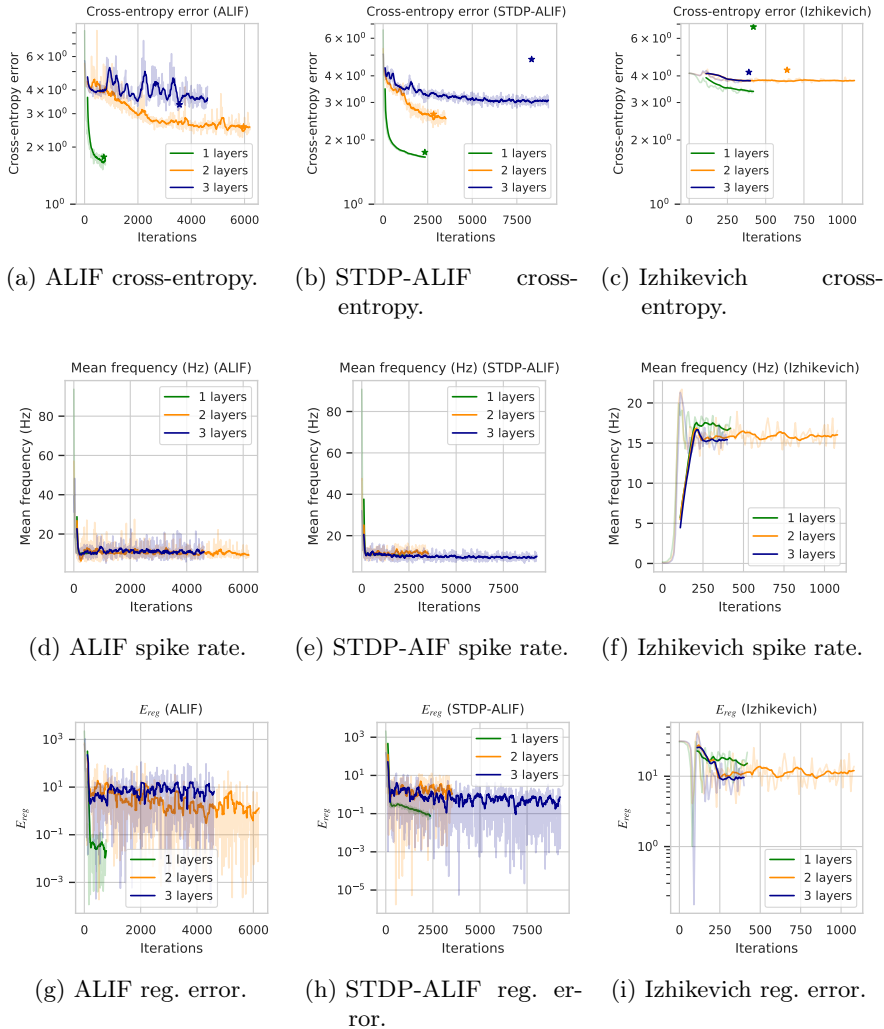 Cross-entropy error (ALIF)
Cross-entropy error
6 × 10⁰
4 × 10⁰
3 × 10⁰
2 × 10⁰
10⁰
0 2000 4000 6000
Iterations
1 layers
2 layers
3 layers
Cross-entropy error (STDP-ALIF)
Cross-entropy error
6 × 10⁰
4 × 10⁰
3 × 10⁰
2 × 10⁰
10⁰
0 2500 5000 7500
Iterations
1 layers
2 layers
3 layers
Cross-entropy error (Izhikevich)
Cross-entropy error
6 × 10⁰
4 × 10⁰
3 × 10⁰
2 × 10⁰
10⁰
0 250 500 750 1000
Iterations
1 layers
2 layers
3 layers
(a) ALIF cross-entropy.
(b) STDP-ALIF cross-
entropy.
(c) Izhikevich cross-
entropy.
Mean frequency (Hz) (ALIF)
Mean frequency (Hz)
80
60
40
20
0 2000 4000 6000
Iterations
1 layers
2 layers
3 layers
Mean frequency (Hz) (STDP-ALIF)
Mean frequency (Hz)
80
60
40
20
0 2500 5000 7500
Iterations
1 layers
2 layers
3 layers
Mean frequency (Hz) (Izhikevich)
Mean frequency (Hz)
20
15
10
5
0
0 250 500 750 1000
Iterations
1 layers
2 layers
3 layers
(d) ALIF spike rate.
(e) STDP-AIF spike rate.
(f) Izhikevich spike rate.
E_reg (ALIF)
E_reg
10³
10¹
10⁻¹
10⁻³
0 2000 4000 6000
Iterations
1 layers
2 layers
3 layers
E_reg (STDP-ALIF)
E_reg
10³
10¹
10⁻¹
10⁻³
10⁻⁵
0 2500 5000 7500
Iterations
1 layers
2 layers
3 layers
E_reg (Izhikevich)
E_reg
10¹
10⁰
0 250 500 750 1000
Iterations
1 layers
2 layers
3 layers
(g) ALIF reg. error.
(h) STDP-ALIF reg. er-
ror.
(i) Izhikevich reg. error.